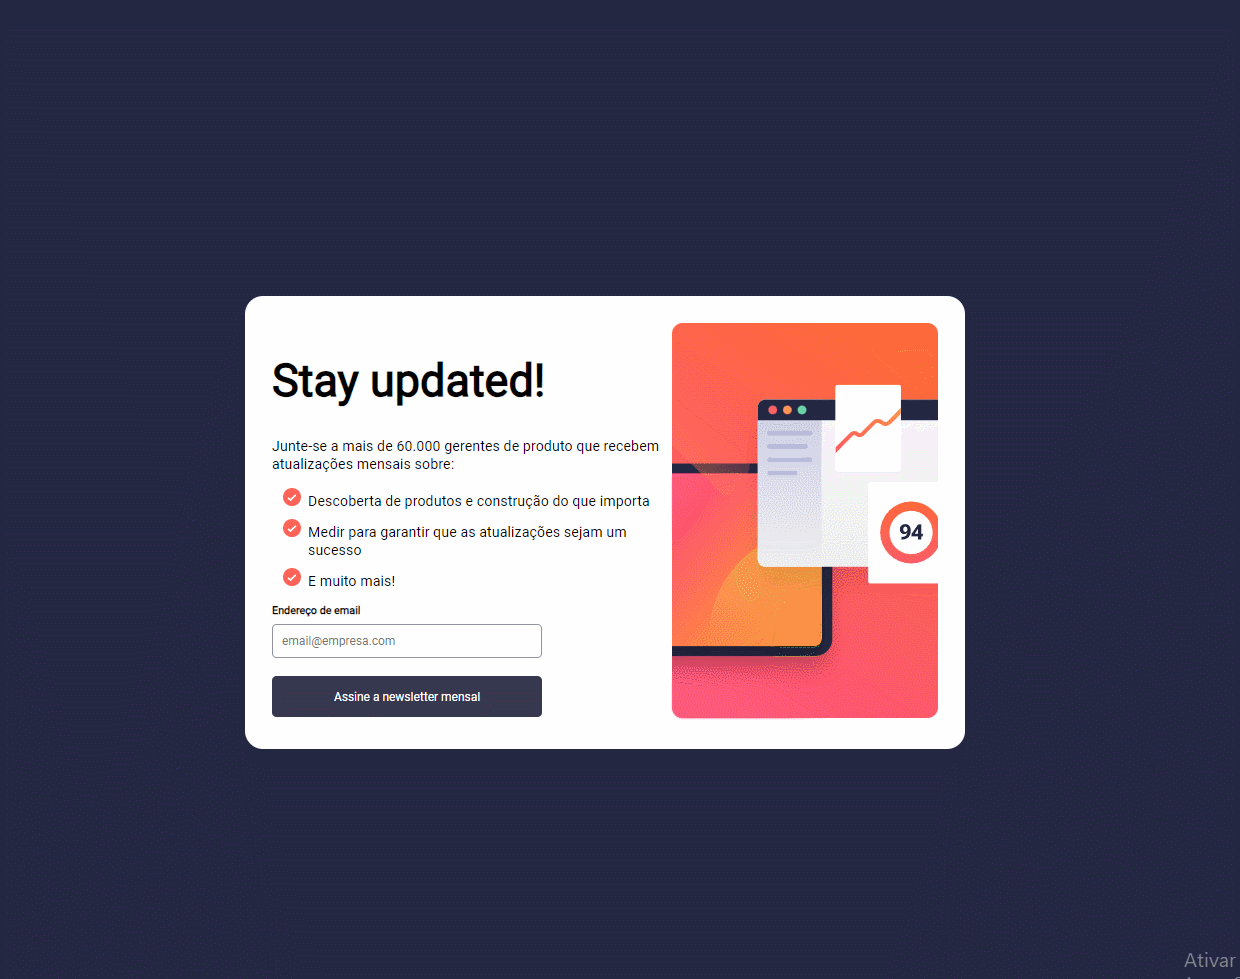 Stay updated!
Junte-se a mais de 60.000 gerentes de produto que recebem
atualizações mensais sobre:
Descoberta de produtos e construção do que importa
Medir para garantir que as atualizações sejam um
sucesso
E muito mais!
Endereço de email
email@empresa.com
Assine a newsletter mensal
94
Ativar